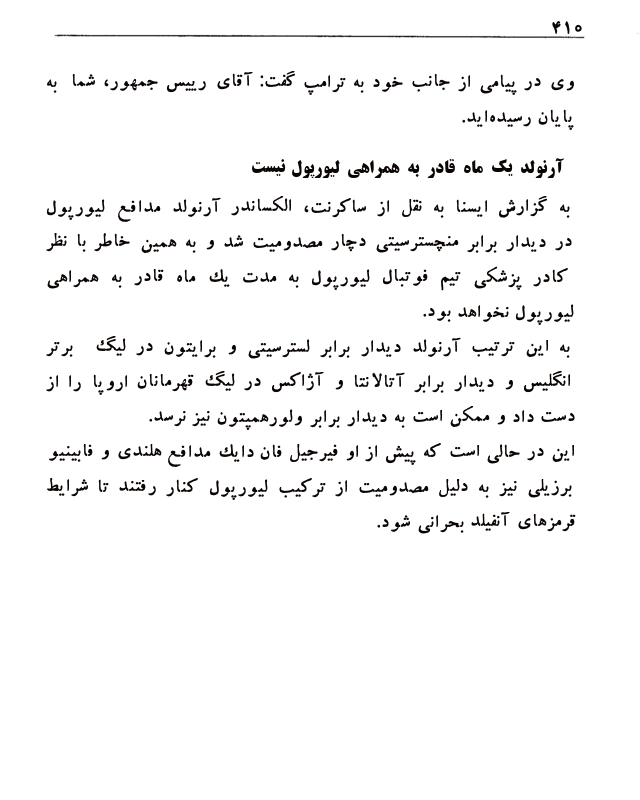 ۴۱۰
وی در پیامی از جانب خود به ترامپ گفت: آقای رییس جمهور، شما به
پایان رسیده‌اید.
آرنولد یک ماه قادر به همراهی لیورپول نیست
به گزارش ایسنا به نقل از ساکرنت، الکساندر آرنولد مدافع لیورپول
در دیدار برابر منچسترسیتی دچار مصدومیت شد و به همین خاطر با نظر
کادر پزشکی تیم فوتبال لیورپول به مدت یك ماه قادر به همراهی
لیورپول نخواهد بود.
به این ترتیب آرنولد دیدار برابر لسترسیتی و برایتون در لیگ برتر
انگلیس و دیدار برابر آتالانتا و آژاکس در لیگ قهرمانان اروپا را از
دست داد و ممکن است به دیدار برابر ولورهمپتون نیز نرسد.
این در حالی است که پیش از او فیرجیل فان دایك مدافع هلندی و فابینیو
برزیلی نیز به دلیل مصدومیت از ترکیب لیورپول کنار رفتند تا شرایط
قرمزهای آنفیلد بحرانی شود.